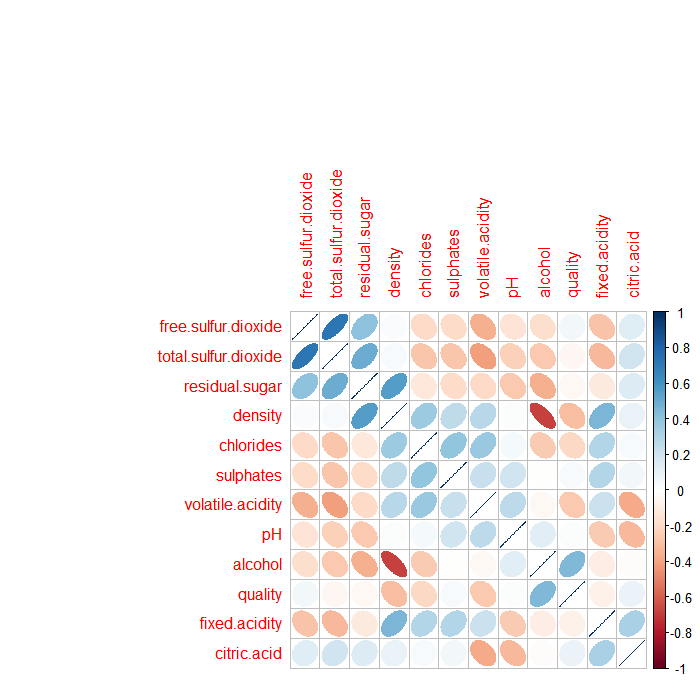 free.sulfur.dioxide
total.sulfur.dioxide
residual.sugar
density
chlorides
sulphates
volatile.acidity
pH
alcohol
quality
fixed.acidity
citric.acid
free.sulfur.dioxide
total.sulfur.dioxide
residual.sugar
density
chlorides
sulphates
volatile.acidity
pH
alcohol
quality
fixed.acidity
citric.acid
1
0.8
0.6
0.4
0.2
0
-0.2
-0.4
-0.6
-0.8
-1